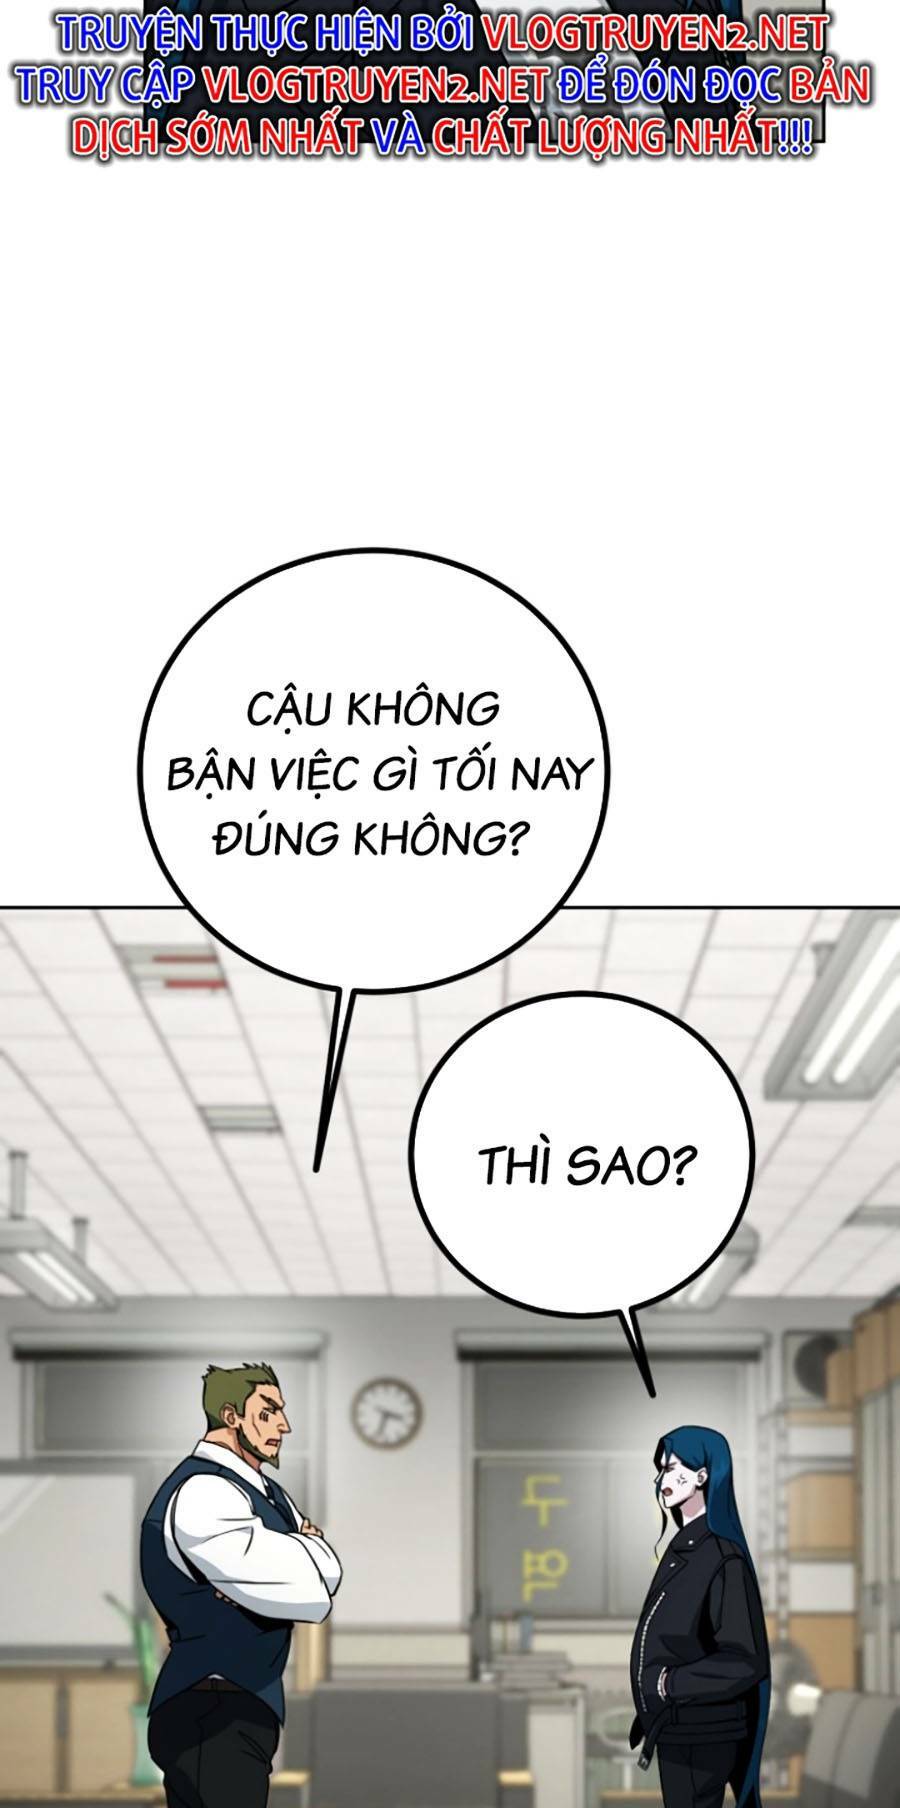 TRUYỆN THỰC HIỆN BỞI VLOGTRUYEN2.NET
TRUY CẬP VLOGTRUYEN2.NET ĐỂ ĐÓN ĐỌC BẢN
DỊCH SỚM NHẤT VÀ CHẤT LƯỢNG NHẤT!!!
CẬU KHÔNG
BẬN VIỆC GÌ TỐI NAY
ĐÚNG KHÔNG?
THÌ SAO?